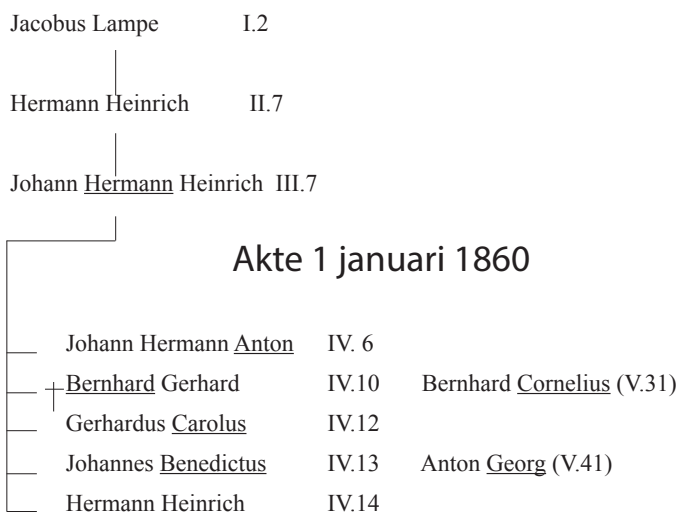 Jacobus Lampe I.2
Hermann Heinrich II.7
Johann Hermann Heinrich III.7
Akte 1 januari 1860
Johann Hermann Anton IV. 6
Bernhard Gerhard IV.10 Bernhard Cornelius (V.31)
Gerhardus Carolus IV.12
Johannes Benedictus IV.13 Anton Georg (V.41)
Hermann Heinrich IV.14